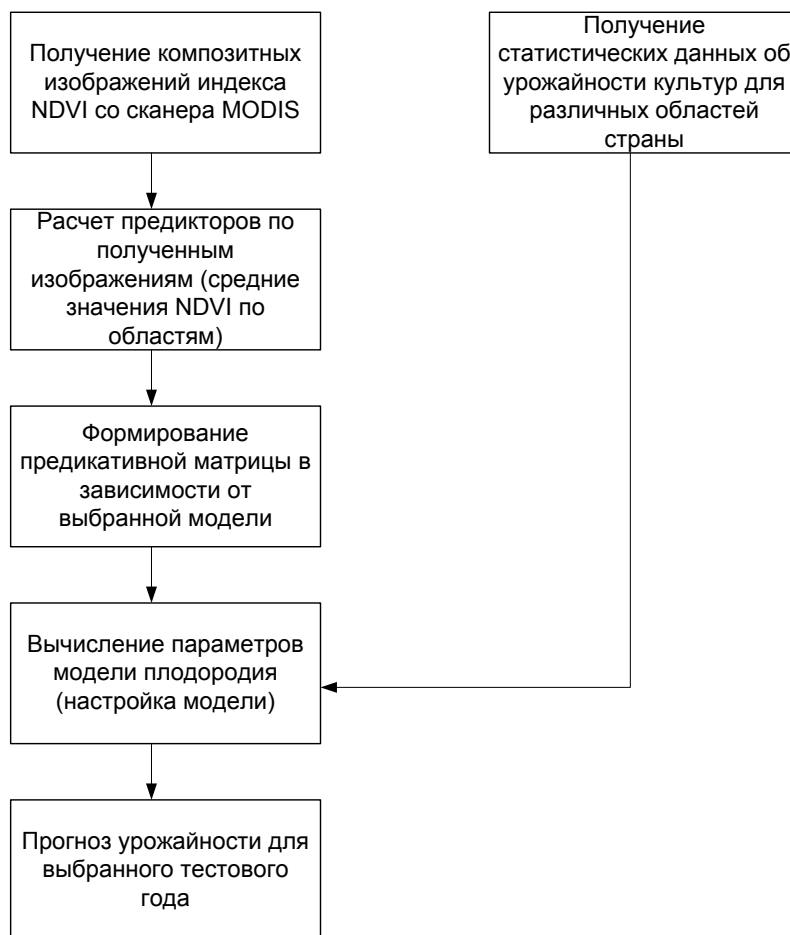 Получение композитных
изображений индекса
NDVI со сканера MODIS
Получение
статистических данных об
урожайности культур для
различных областей
страны
Расчет предикторов по
полученным
изображениям (средние
значения NDVI по
областям)
Формирование
предикативной матрицы в
зависимости от
выбранной модели
Вычисление параметров
модели плодородия
(настройка модели)
Прогноз урожайности для
выбранного тестового
года